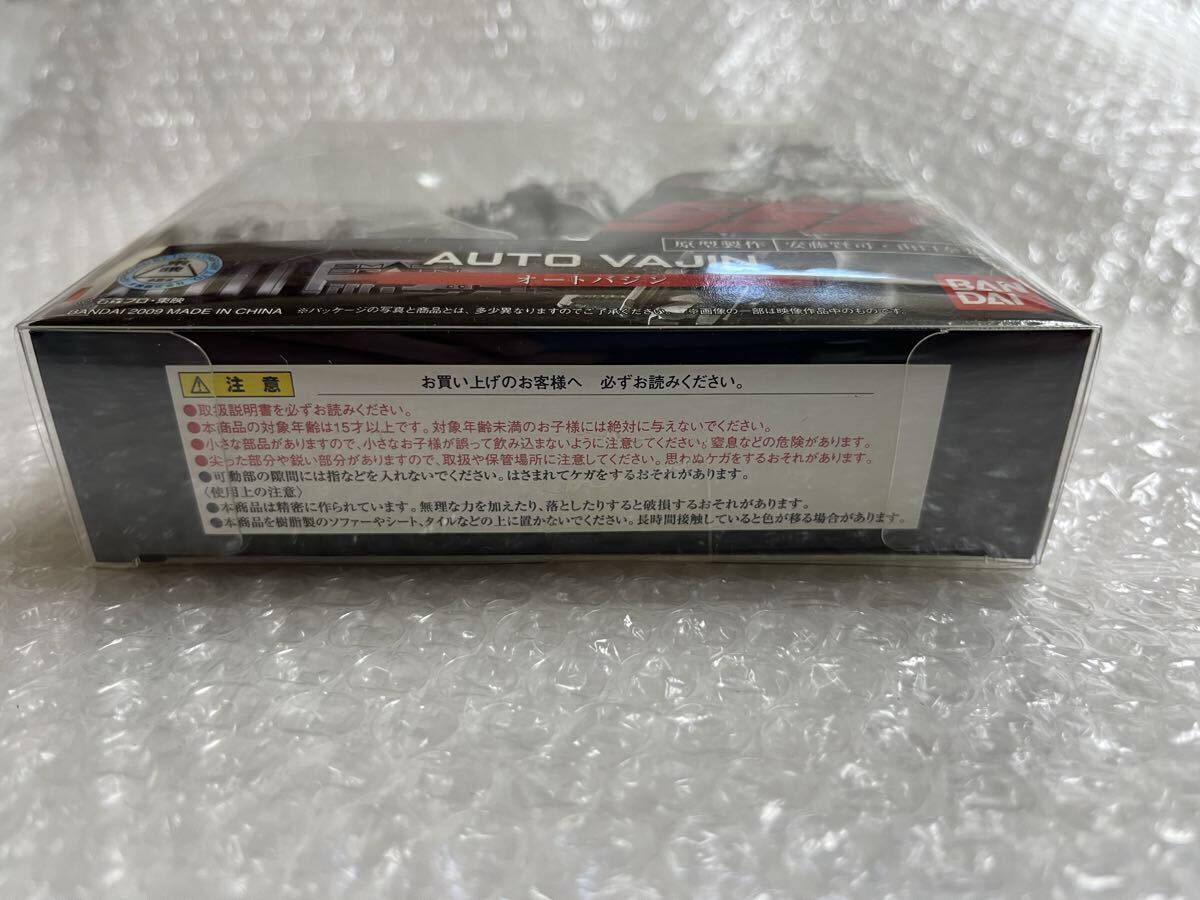 原型製作 安藤賢司・山口
AUTO VAJIN
オートバジン
BAN
DAI
©石森プロ・東映
BANDAI 2009 MADE IN CHINA ※パッケージの写真と商品とは、多少異なりますのでご了承ください。 ※画像の一部は映像作品中のものです。
注意 お買い上げのお客様へ 必ずお読みください。
●取扱説明書を必ずお読みください。
●本商品の対象年齢は15才以上です。対象年齢未満のお子様には絶対に与えないでください。
●小さな部品がありますので、小さなお子様が誤って飲み込まないように注意してください。窒息などの危険があります。
●尖った部分や鋭い部分がありますので、取扱や保管場所に注意してください。思わぬケガをするおそれがあります。
●可動部の隙間には指などを入れないでください。はさまれてケガをするおそれがあります。
〈使用上の注意〉
●本商品は精密に作られています。無理な力を加えたり、落としたりすると破損するおそれがあります。
●本商品を樹脂製のソファーやシート、タイルなどの上に置かないでください。長時間接触していると色が移る場合があります。